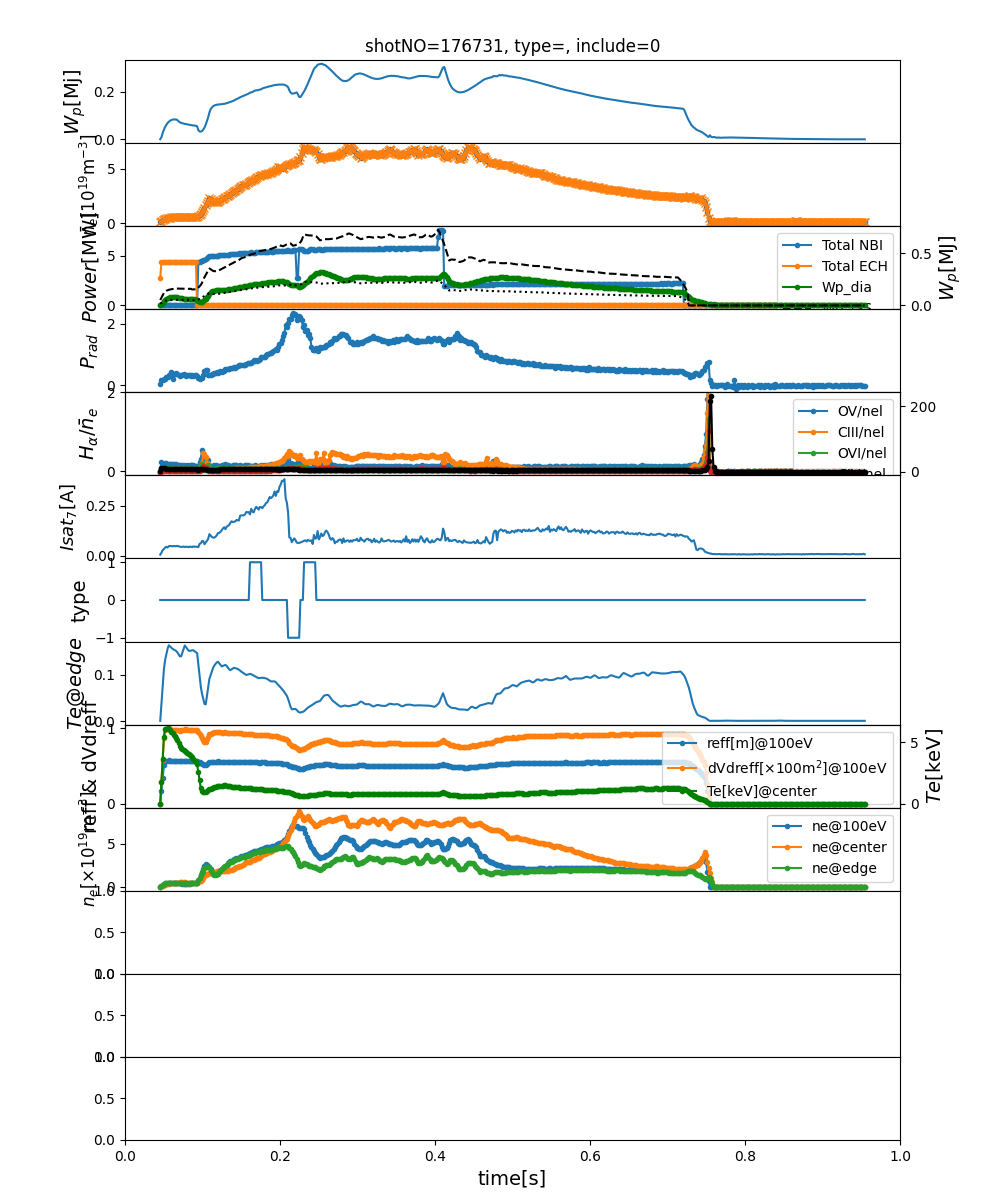 shotNO=176731, type=, include=0
W_p[MJ]
0.2
0.0
[10^19 m^-3]
5
0
Power[MW]
5
0
Total NBI
Total ECH
Wp_dia
0.5
0.0
W_p[MJ]
P_rad
2
0
H_α/n̄_e
2
0
OV/nel
CIII/nel
OVI/nel
200
0
Isat_7[A]
0.25
0.00
type
1
0
−1
Te@edge
0.1
0.0
reff & dVdreff
1
0
reff[m]@100eV
dVdreff[×100m^2]@100eV
Te[keV]@center
5
0
Te[keV]
n_e[×10^19 m^-3]
5
0
ne@100eV
ne@center
ne@edge
1.0
0.5
0.0
1.0
0.5
0.0
1.0
0.5
0.0
0.0
0.2
0.4
0.6
0.8
1.0
time[s]